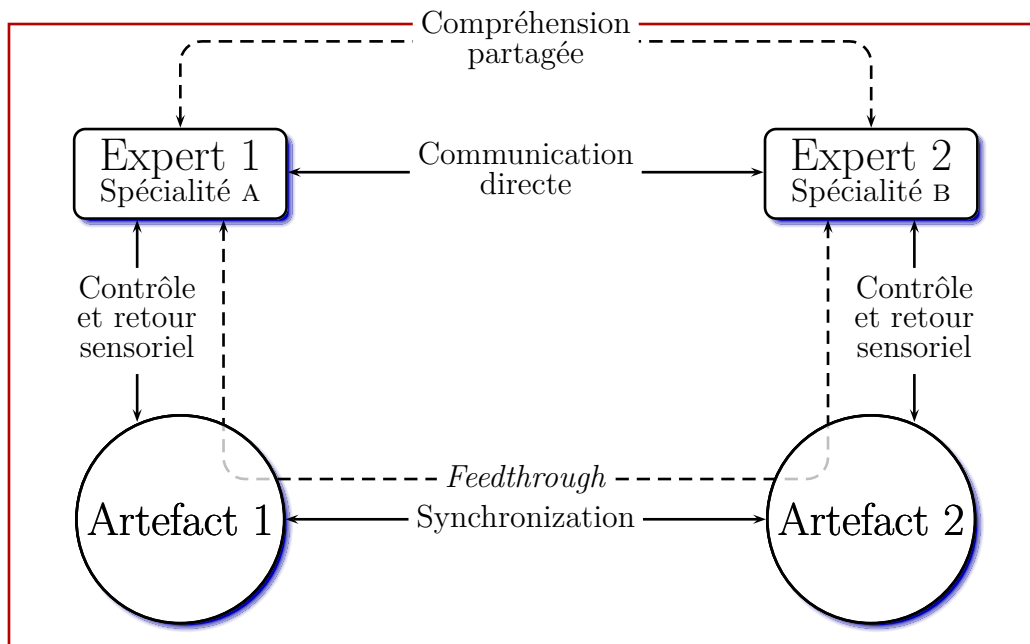 Compréhension
partagée
Expert 1
Spécialité A
Communication
directe
Expert 2
Spécialité B
Contrôle
et retour
sensoriel
Contrôle
et retour
sensoriel
Feedthrough
Artefact 1
Synchronization
Artefact 2